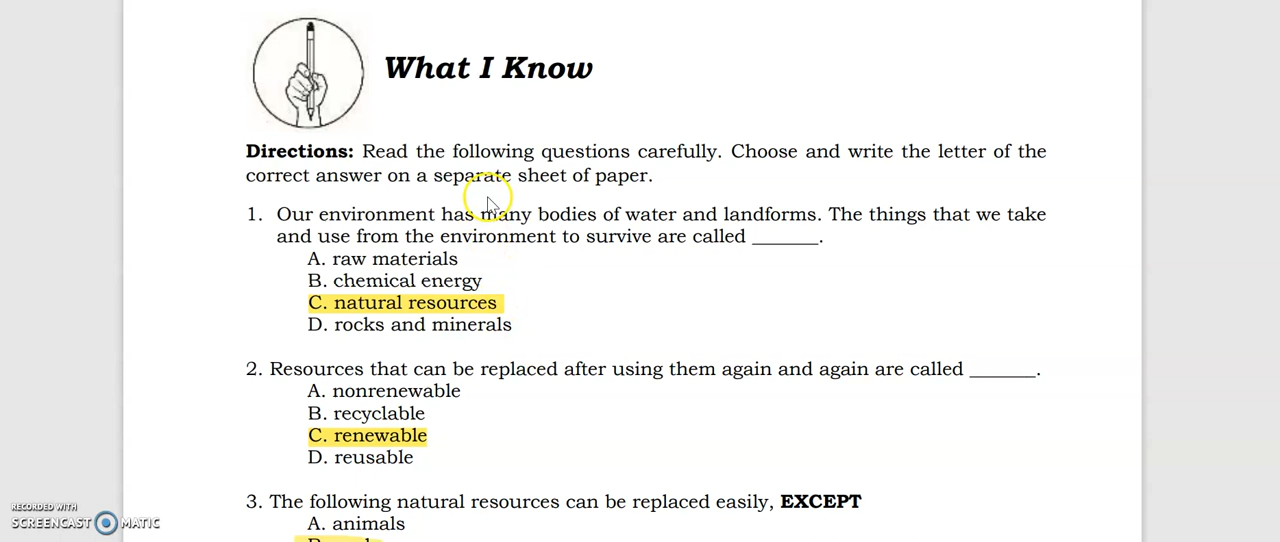 What I Know
Directions: Read the following questions carefully. Choose and write the letter of the
correct answer on a separate sheet of paper.
1. Our environment has many bodies of water and landforms. The things that we take
and use from the environment to survive are called _______.
A. raw materials
B. chemical energy
C. natural resources
D. rocks and minerals
2. Resources that can be replaced after using them again and again are called _______.
A. nonrenewable
B. recyclable
C. renewable
D. reusable
3. The following natural resources can be replaced easily, EXCEPT
A. animals
RECORDED WITH
SCREENCAST MATIC